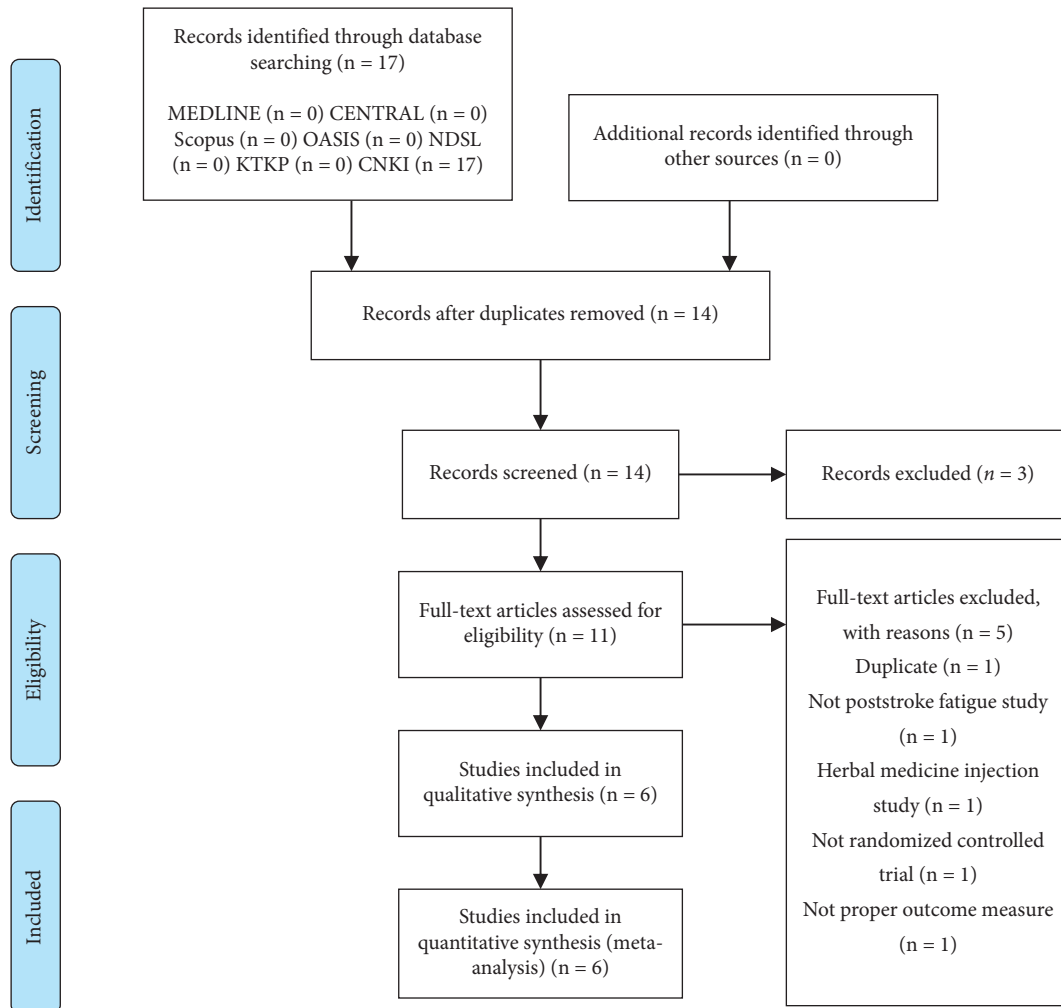 Identification
Records identified through database
searching (n = 17)
MEDLINE (n = 0) CENTRAL (n = 0)
Scopus (n = 0) OASIS (n = 0) NDSL
(n = 0) KTKP (n = 0) CNKI (n = 17)
Additional records identified through
other sources (n = 0)
Records after duplicates removed (n = 14)
Screening
Records screened (n = 14)
Records excluded (n = 3)
Eligibility
Full-text articles assessed for
eligibility (n = 11)
Full-text articles excluded,
with reasons (n = 5)
Duplicate (n = 1)
Not poststroke fatigue study
(n = 1)
Herbal medicine injection
study (n = 1)
Not randomized controlled
trial (n = 1)
Not proper outcome measure
(n = 1)
Studies included in
qualitative synthesis (n = 6)
Included
Studies included in
quantitative synthesis (meta-
analysis) (n = 6)